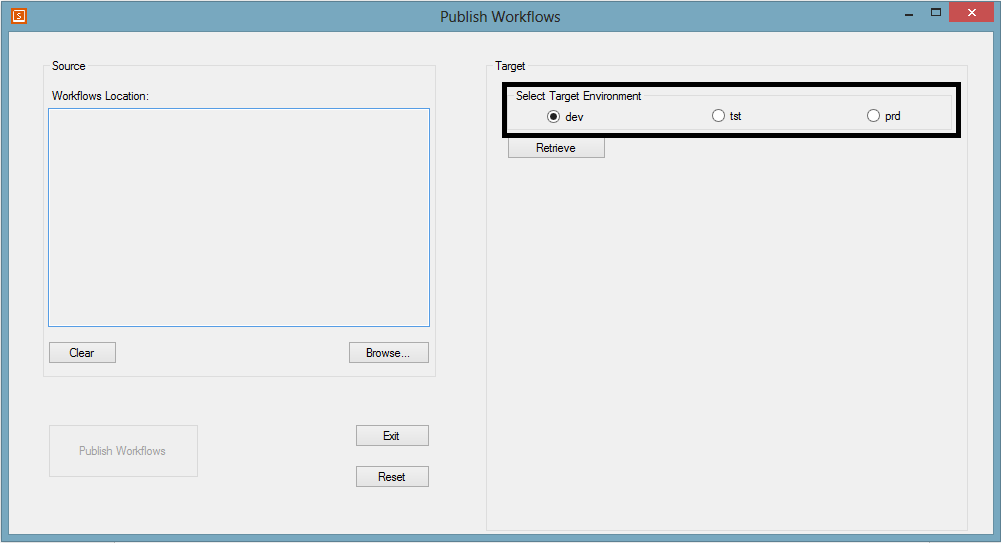 Publish Workflows
Source
Workflows Location:
Clear
Browse...
Publish Workflows
Exit
Reset
Target
Select Target Environment
dev
tst
prd
Retrieve